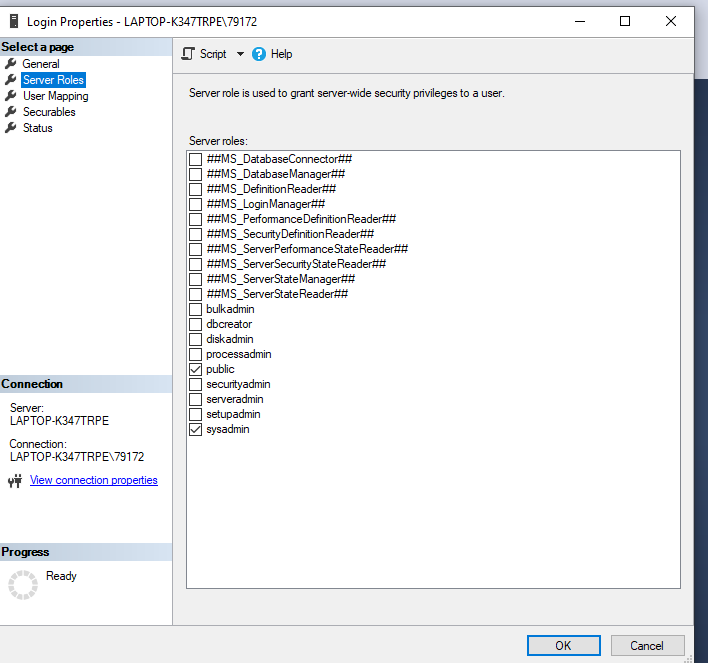 Login Properties - LAPTOP-K347TRPE\79172
Select a page
General
Server Roles
User Mapping
Securables
Status
Script
Help
Server role is used to grant server-wide security privileges to a user.
Server roles:
##MS_DatabaseConnector##
##MS_DatabaseManager##
##MS_DefinitionReader##
##MS_LoginManager##
##MS_PerformanceDefinitionReader##
##MS_SecurityDefinitionReader##
##MS_ServerPerformanceStateReader##
##MS_ServerSecurityStateReader##
##MS_ServerStateManager##
##MS_ServerStateReader##
bulkadmin
dbcreator
diskadmin
processadmin
public
securityadmin
serveradmin
setupadmin
sysadmin
Connection
Server:
LAPTOP-K347TRPE
Connection:
LAPTOP-K347TRPE\79172
View connection properties
Progress
Ready
OK
Cancel